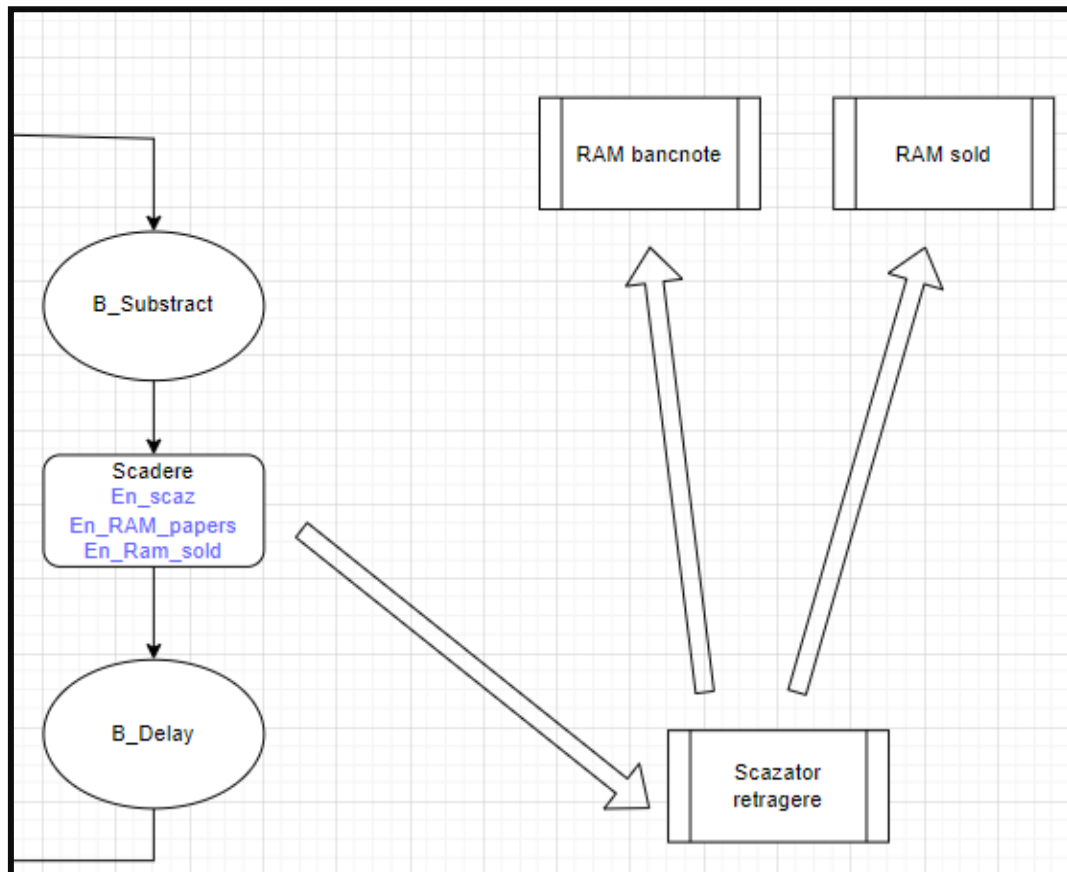 RAM bancnote
RAM sold
B_Substract
Scadere
En_scaz
En_RAM_papers
En_Ram_sold
B_Delay
Scazator
retragere